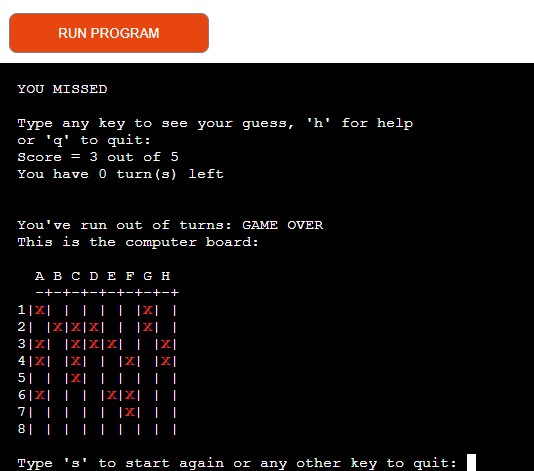 RUN PROGRAM
YOU MISSED
Type any key to see your guess, 'h' for help
or 'q' to quit:
Score = 3 out of 5
You have 0 turn(s) left
You've run out of turns: GAME OVER
This is the computer board:
  A B C D E F G H
  -+-+-+-+-+-+-+-+
1|X| | | | | |X| |
2| |X|X|X| | |X| |
3|X| |X|X|X| | |X|
4|X| |X| | |X| |X|
5| | |X| | | | | |
6|X| | | |X|X| | |
7| | | | | |X| | |
8| | | | | | | | |
Type 's' to start again or any other key to quit: